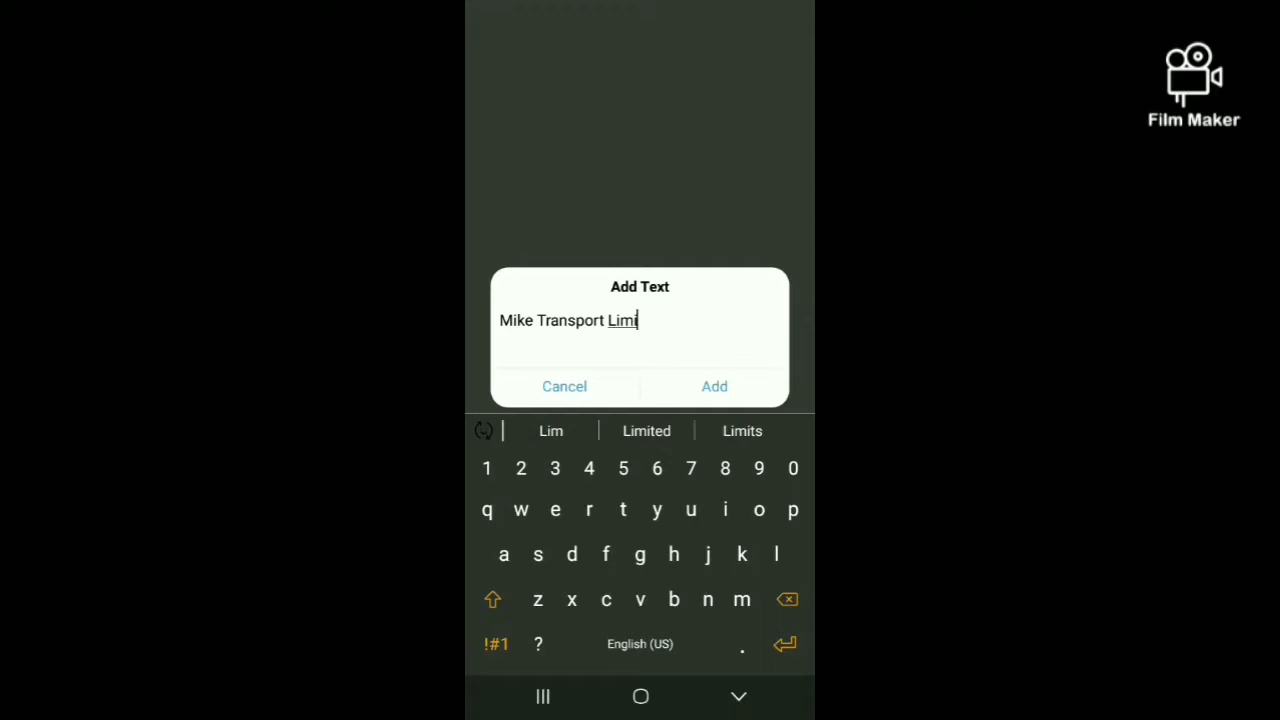 Film Maker
Add Text
Mike Transport Limi
Cancel Add
Lim Limited Limits
1 2 3 4 5 6 7 8 9 0
q w e r t y u i o p
a s d f g h j k l
z x c v b n m
!#1 ? English (US) .